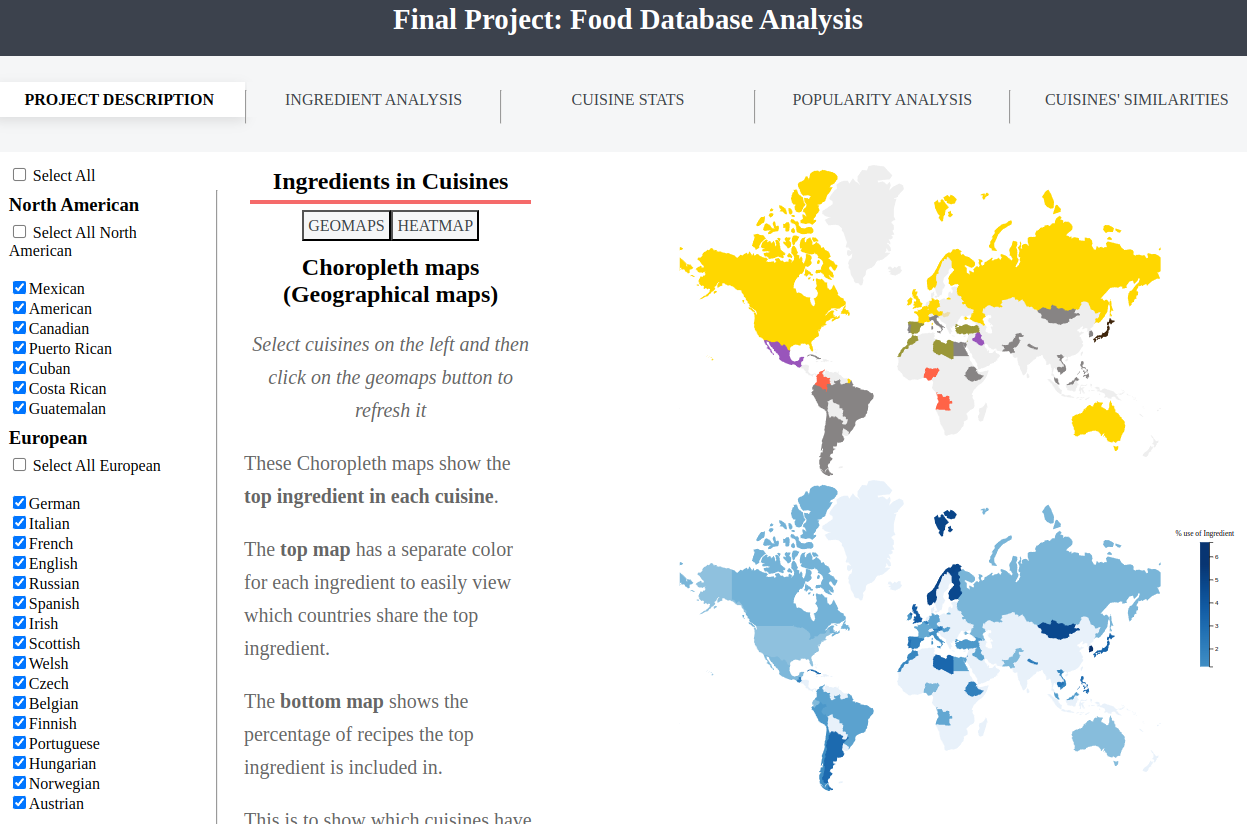 Final Project: Food Database Analysis
PROJECT DESCRIPTION
INGREDIENT ANALYSIS
CUISINE STATS
POPULARITY ANALYSIS
CUISINES' SIMILARITIES
Select All
North American
Select All North
American
Mexican
American
Canadian
Puerto Rican
Cuban
Costa Rican
Guatemalan
European
Select All European
German
Italian
French
English
Russian
Spanish
Irish
Scottish
Welsh
Czech
Belgian
Finnish
Portuguese
Hungarian
Norwegian
Austrian
Ingredients in Cuisines
GEOMAPS
HEATMAP
Choropleth maps
(Geographical maps)
Select cuisines on the left and then
click on the geomaps button to
refresh it
These Choropleth maps show the
top ingredient in each cuisine.
The top map has a separate color
for each ingredient to easily view
which countries share the top
ingredient.
The bottom map shows the
percentage of recipes the top
ingredient is included in.
This is to show which cuisines have
% use of Ingredient
6
5
4
3
2